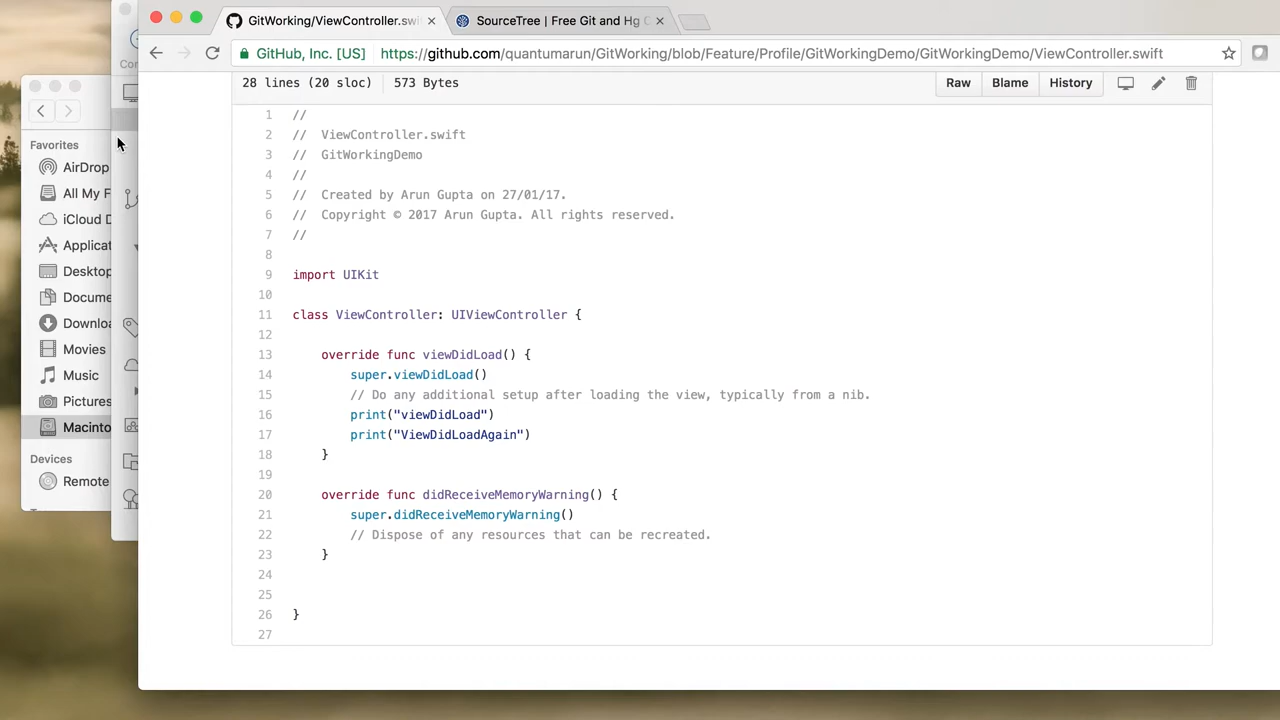 GitWorking/ViewController.swi
SourceTree | Free Git and Hg C
GitHub, Inc. [US]
https://github.com/quantumarun/GitWorking/blob/Feature/Profile/GitWorkingDemo/GitWorkingDemo/ViewController.swift
28 lines (20 sloc)
573 Bytes
Raw
Blame
History
1 //
2 // ViewController.swift
3 // GitWorkingDemo
4 //
5 // Created by Arun Gupta on 27/01/17.
6 // Copyright © 2017 Arun Gupta. All rights reserved.
7 //
8
9 import UIKit
10
11 class ViewController: UIViewController {
12
13 override func viewDidLoad() {
14 super.viewDidLoad()
15 // Do any additional setup after loading the view, typically from a nib.
16 print("viewDidLoad")
17 print("ViewDidLoadAgain")
18 }
19
20 override func didReceiveMemoryWarning() {
21 super.didReceiveMemoryWarning()
22 // Dispose of any resources that can be recreated.
23 }
24
25
26 }
27
Favorites
AirDrop
All My F
iCloud D
Applicat
Desktop
Docume
Downloa
Movies
Music
Pictures
Macinto
Devices
Remote